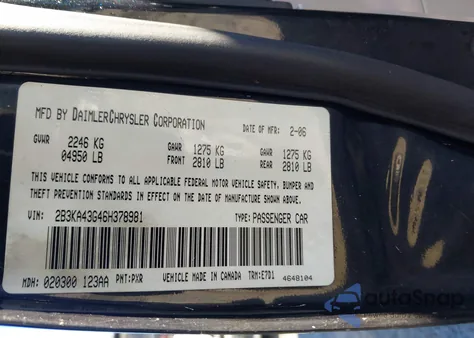 MFD BY DAIMLERCHRYSLER CORPORATION DATE OF MFR: 2-06
GVWR 2246 KG 04950 LB GAWR FRONT 1275 KG 2810 LB GAWR REAR 1275 KG 2810 LB
THIS VEHICLE CONFORMS TO ALL APPLICABLE FEDERAL MOTOR VEHICLE SAFETY, BUMPER AND
THEFT PREVENTION STANDARDS IN EFFECT ON THE DATE OF MANUFACTURE SHOWN ABOVE.
VIN: 2B3KA43G46H378981 TYPE: PASSENGER CAR
MDH: 020300 123AA PNT: PXR VEHICLE MADE IN CANADA TRM: E7D1
4648104
autoSnap